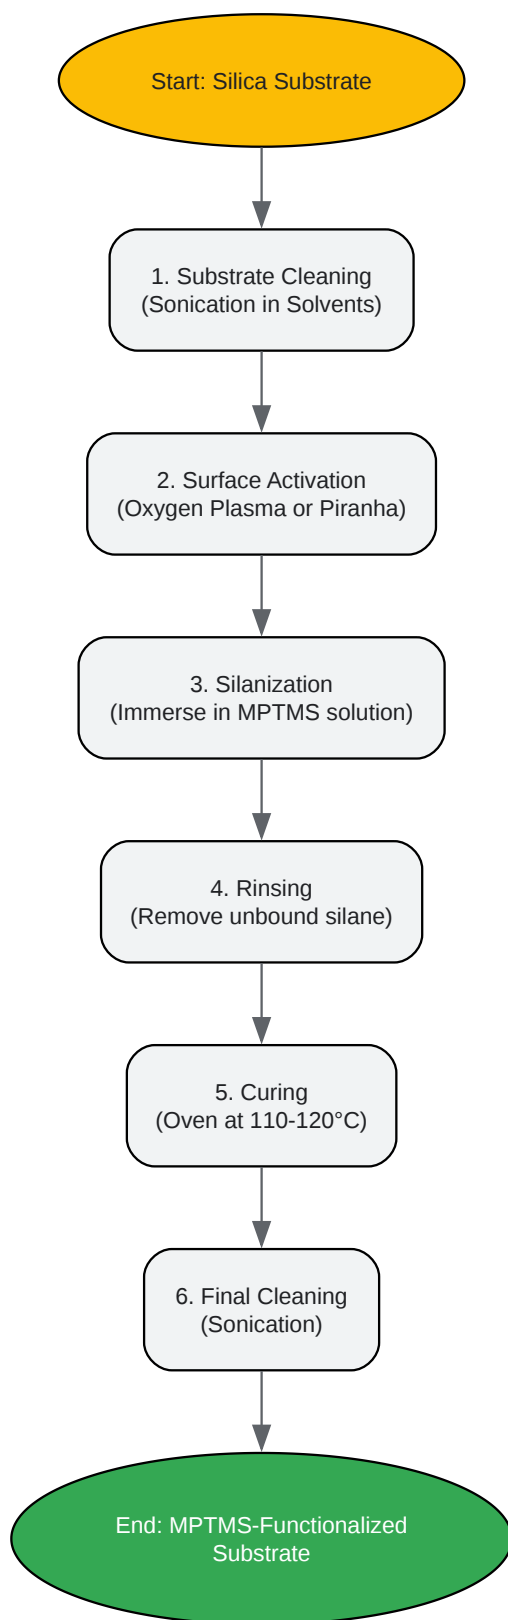 Start: Silica Substrate
1. Substrate Cleaning
(Sonication in Solvents)
2. Surface Activation
(Oxygen Plasma or Piranha)
3. Silanization
(Immerse in MPTMS solution)
4. Rinsing
(Remove unbound silane)
5. Curing
(Oven at 110-120°C)
6. Final Cleaning
(Sonication)
End: MPTMS-Functionalized
Substrate